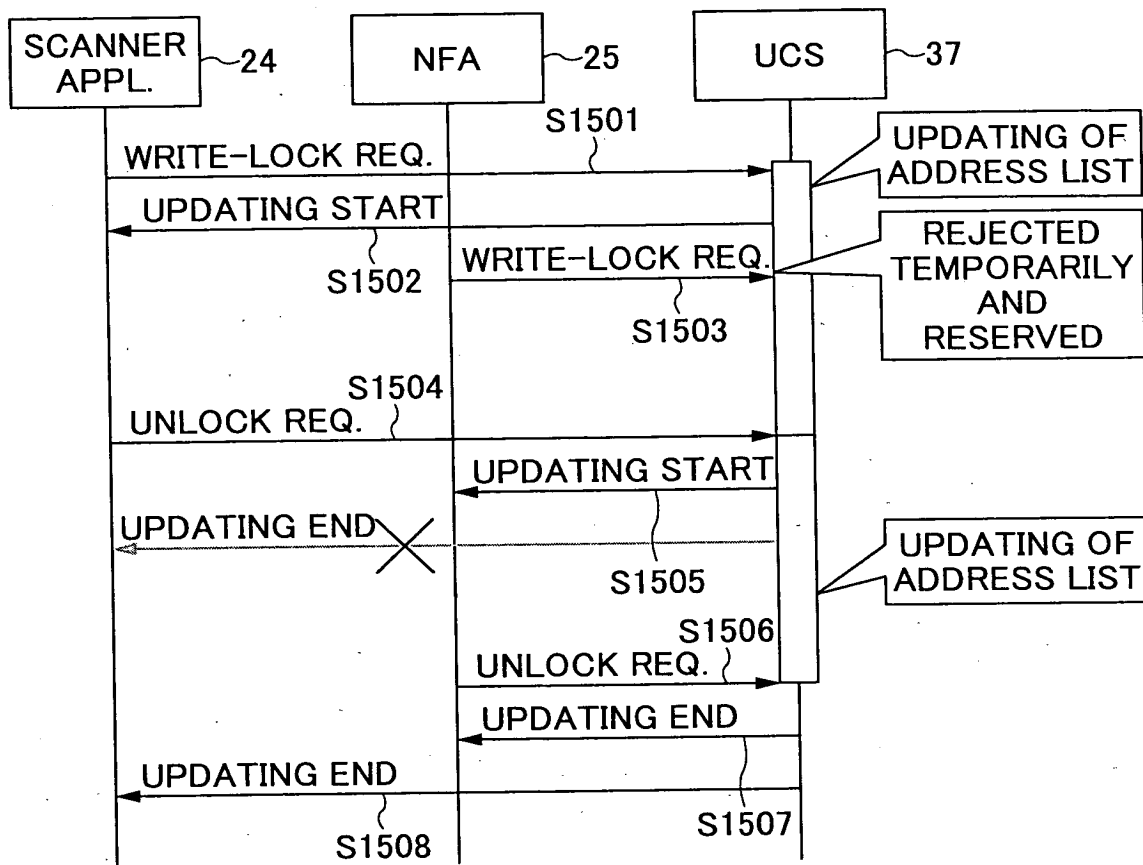 SCANNER
APPL.
24
NFA
25
UCS
37
S1501
WRITE-LOCK REQ.
UPDATING OF
ADDRESS LIST
UPDATING START
S1502
WRITE-LOCK REQ.
S1503
REJECTED
TEMPORARILY
AND
RESERVED
S1504
UNLOCK REQ.
UPDATING START
S1505
UPDATING END
UPDATING OF
ADDRESS LIST
S1506
UNLOCK REQ.
UPDATING END
S1507
UPDATING END
S1508